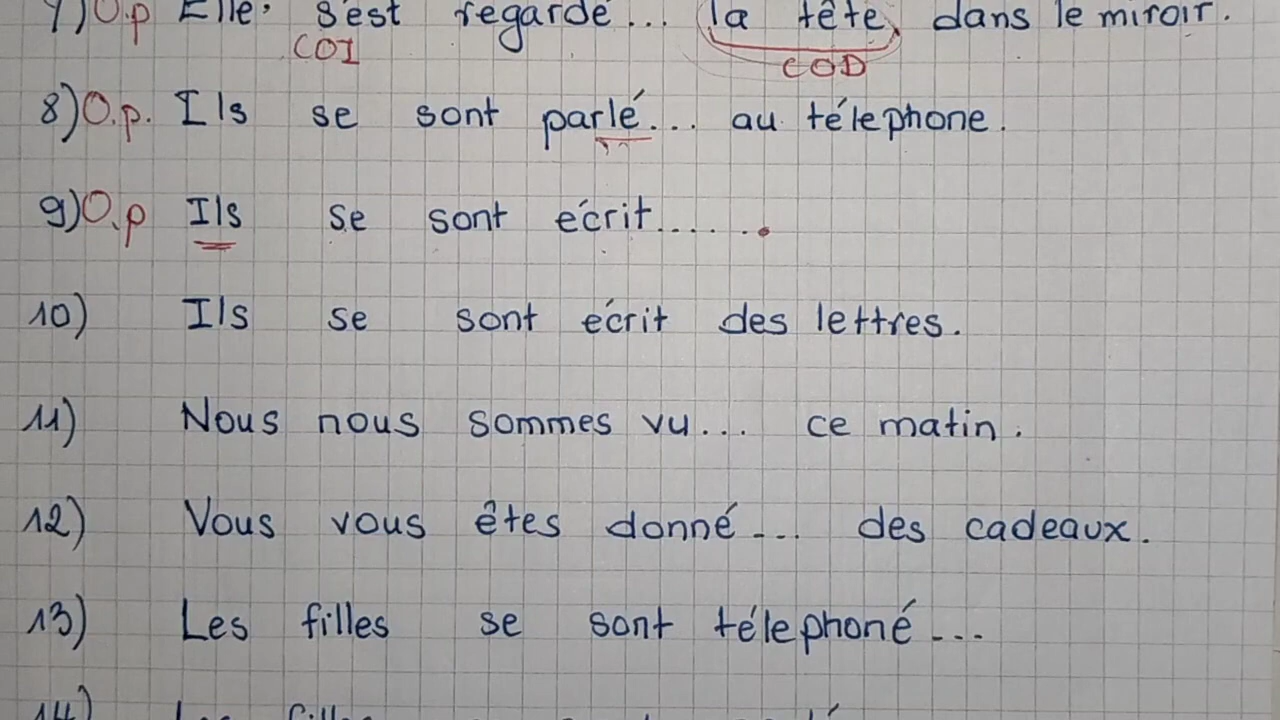 7) O.p Elle s'est regardé... la tête dans le miroir.
COI COD
8) O.p. Ils se sont parlé... au téléphone.
9) O.p Ils se sont écrit......
10) Ils se sont écrit des lettres.
11) Nous nous sommes vu... ce matin.
12) Vous vous êtes donné... des cadeaux.
13) Les filles se sont téléphoné...
14)